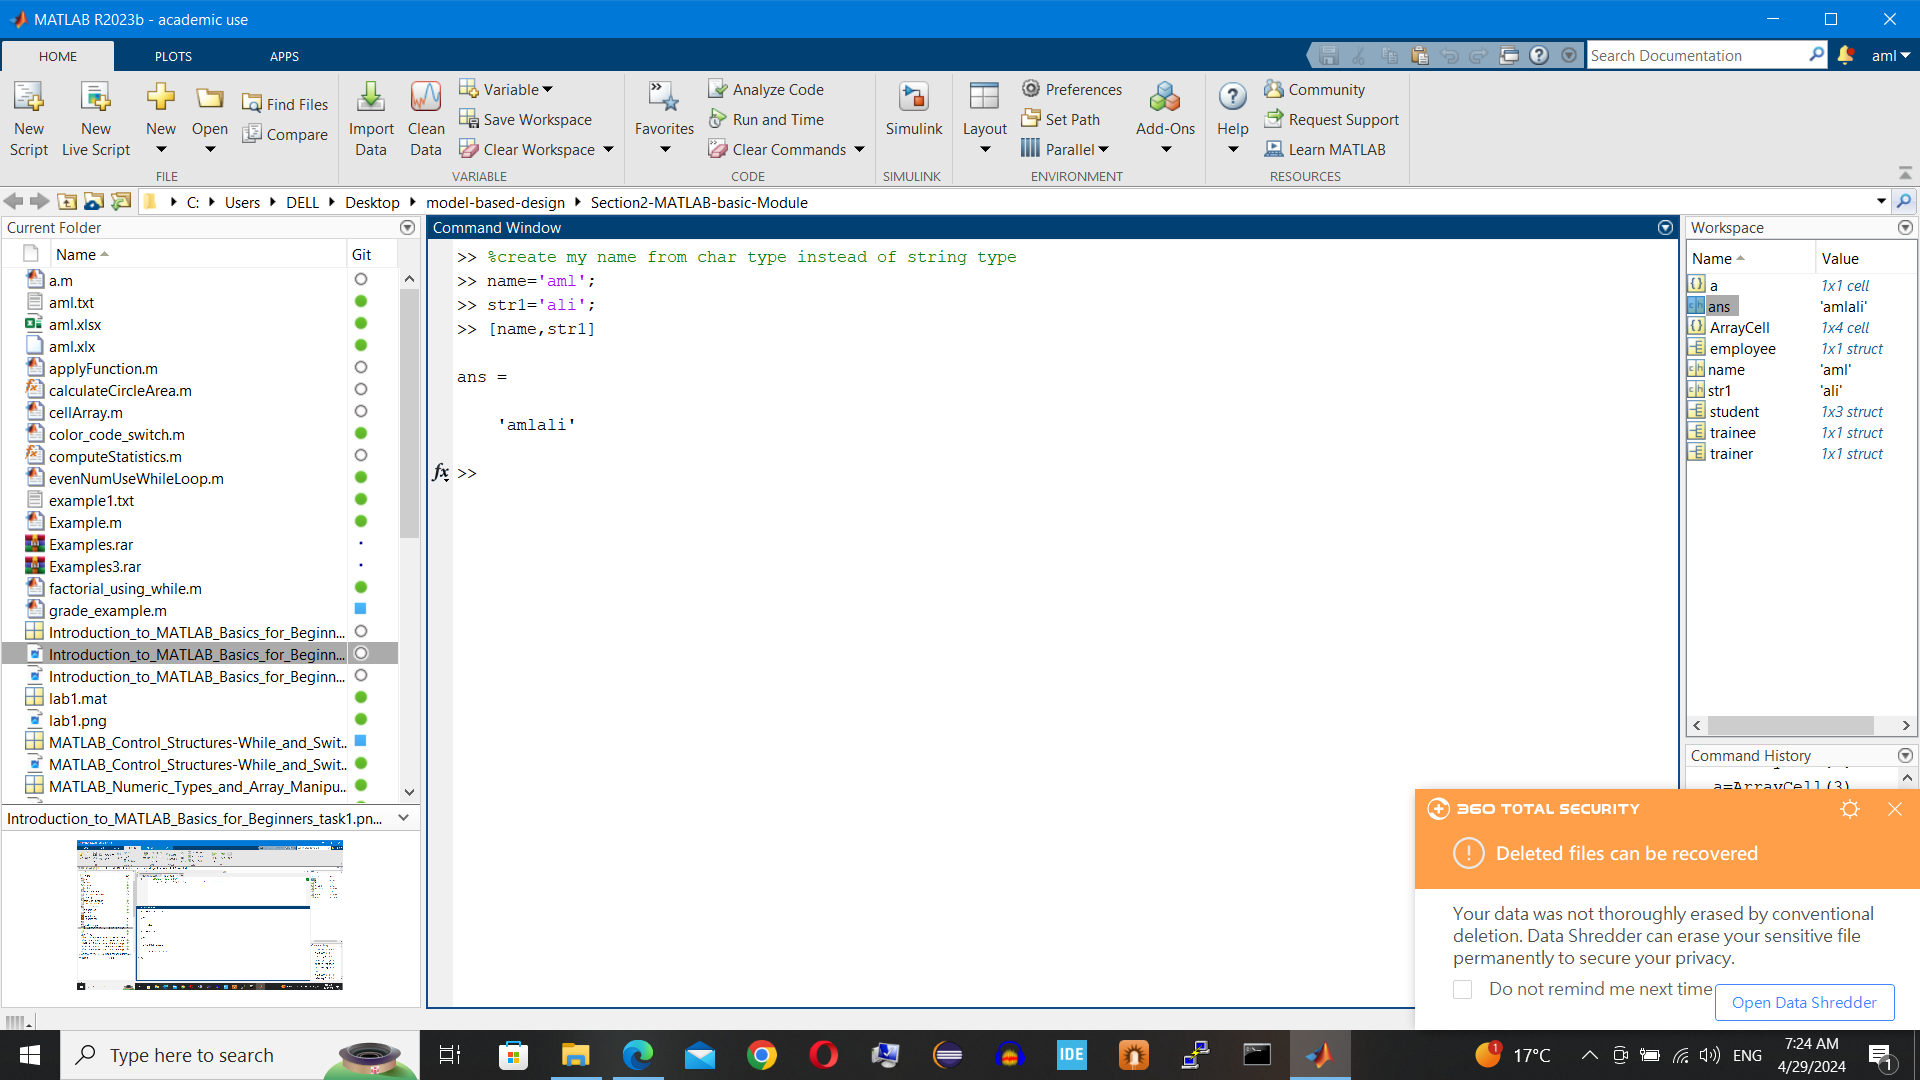 MATLAB R2023b - academic use
HOME PLOTS APPS
Search Documentation
aml
New Script
New Live Script
New
Open
Find Files
Compare
FILE
Import Data
Clean Data
Variable
Save Workspace
Clear Workspace
VARIABLE
Favorites
Analyze Code
Run and Time
Clear Commands
CODE
Simulink
SIMULINK
Layout
Preferences
Set Path
Parallel
Add-Ons
ENVIRONMENT
Help
Community
Request Support
Learn MATLAB
RESOURCES
C: Users DELL Desktop model-based-design Section2-MATLAB-basic-Module
Current Folder
Name Git
a.m
aml.txt
aml.xlsx
aml.xlx
applyFunction.m
calculateCircleArea.m
cellArray.m
color_code_switch.m
computeStatistics.m
evenNumUseWhileLoop.m
example1.txt
Example.m
Examples.rar
Examples3.rar
factorial_using_while.m
grade_example.m
Introduction_to_MATLAB_Basics_for_Beginn...
Introduction_to_MATLAB_Basics_for_Beginn...
Introduction_to_MATLAB_Basics_for_Beginn...
lab1.mat
lab1.png
MATLAB_Control_Structures-While_and_Swit...
MATLAB_Control_Structures-While_and_Swit...
MATLAB_Numeric_Types_and_Array_Manipu...
Introduction_to_MATLAB_Basics_for_Beginners_task1.pn...
Command Window
>> %create my name from char type instead of string type
>> name='aml';
>> str1='ali';
>> [name,str1]
ans =
'amlali'
fx >>
Workspace
Name Value
a 1x1 cell
ans 'amlali'
ArrayCell 1x4 cell
employee 1x1 struct
name 'aml'
str1 'ali'
student 1x3 struct
trainee 1x1 struct
trainer 1x1 struct
Command History
a=ArrayCell(3)
360 TOTAL SECURITY
Deleted files can be recovered
Your data was not thoroughly erased by conventional
deletion. Data Shredder can erase your sensitive file
permanently to secure your privacy.
Do not remind me next time
Open Data Shredder
Type here to search
IDE
1
17°C
ENG
7:24 AM
4/29/2024
1